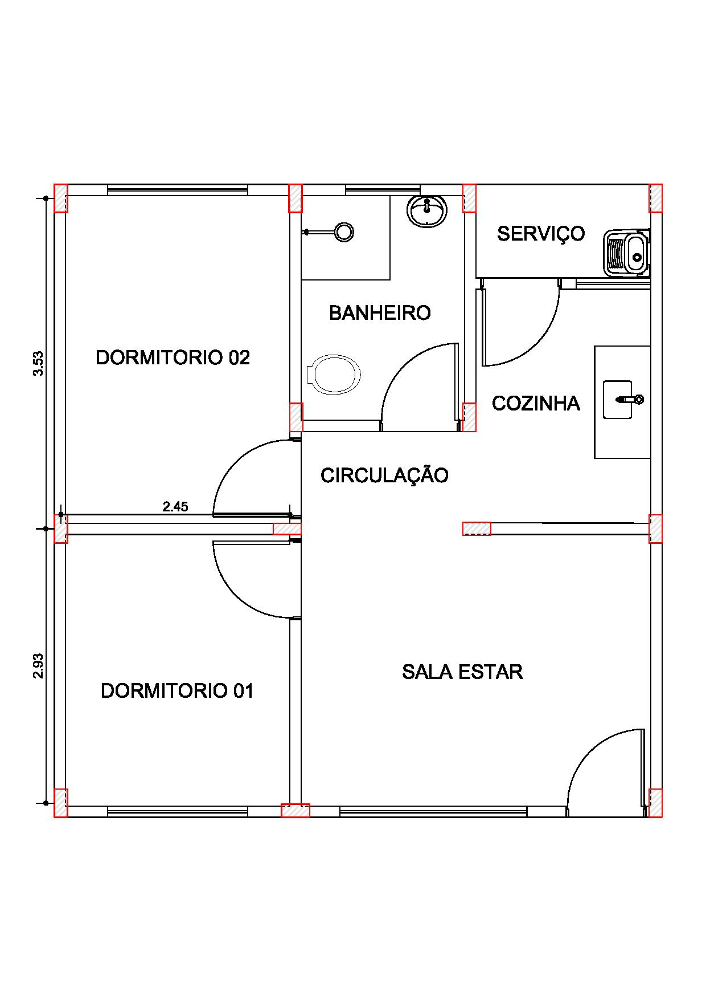 SERVIÇO
BANHEIRO
DORMITORIO 02
3.53
COZINHA
CIRCULAÇÃO
2.45
2.93
SALA ESTAR
DORMITORIO 01